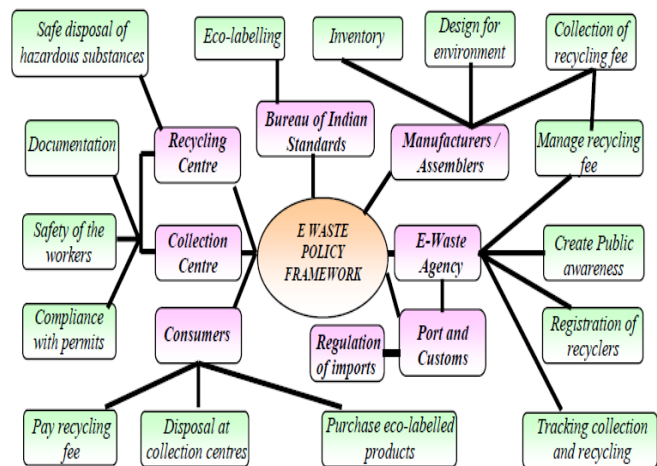 Safe disposal of
hazardous substances
Eco-labelling
Inventory
Design for
environment
Collection of
recycling fee
Documentation
Recycling
Centre
Bureau of Indian
Standards
Manufacturers /
Assemblers
Manage recycling
fee
Safety of the
workers
Collection
Centre
E WASTE
POLICY
FRAMEWORK
E-Waste
Agency
Create Public
awareness
Compliance
with permits
Consumers
Regulation
of imports
Port and
Customs
Registration of
recyclers
Pay recycling
fee
Disposal at
collection centres
Purchase eco-labelled
products
Tracking collection
and recycling